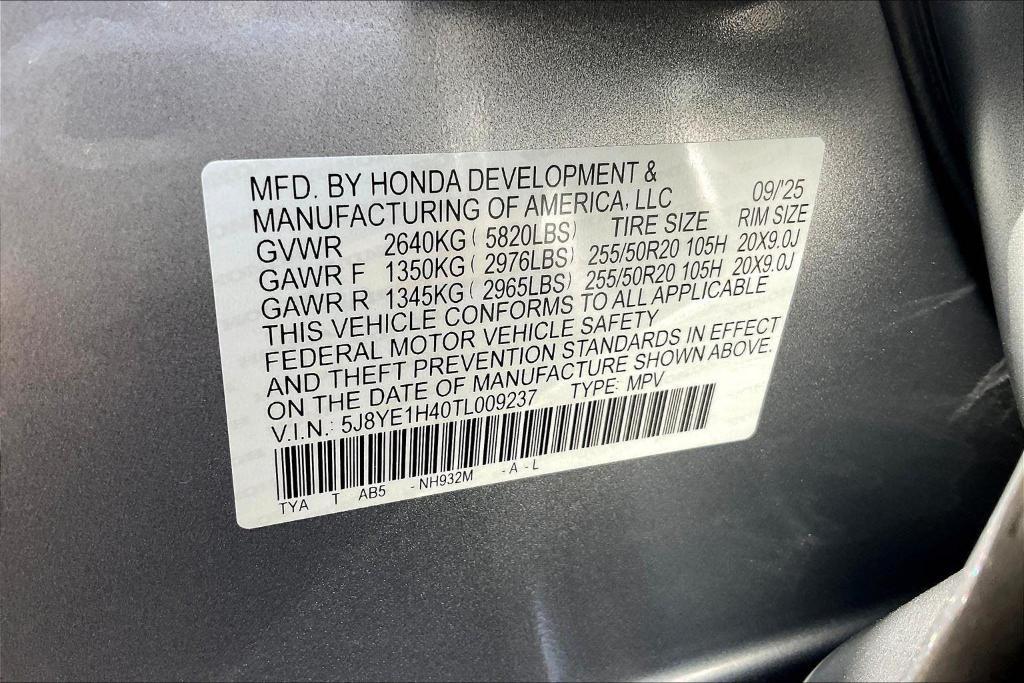 MFD. BY HONDA DEVELOPMENT &
MANUFACTURING OF AMERICA, LLC 09/'25
GVWR 2640KG ( 5820LBS) TIRE SIZE RIM SIZE
GAWR F 1350KG ( 2976LBS) 255/50R20 105H 20X9.0J
GAWR R 1345KG ( 2965LBS) 255/50R20 105H 20X9.0J
THIS VEHICLE CONFORMS TO ALL APPLICABLE
FEDERAL MOTOR VEHICLE SAFETY
AND THEFT PREVENTION STANDARDS IN EFFECT
ON THE DATE OF MANUFACTURE SHOWN ABOVE.
V.I.N.: 5J8YE1H40TL009237 TYPE: MPV
TYA T AB5 - NH932M - A - L